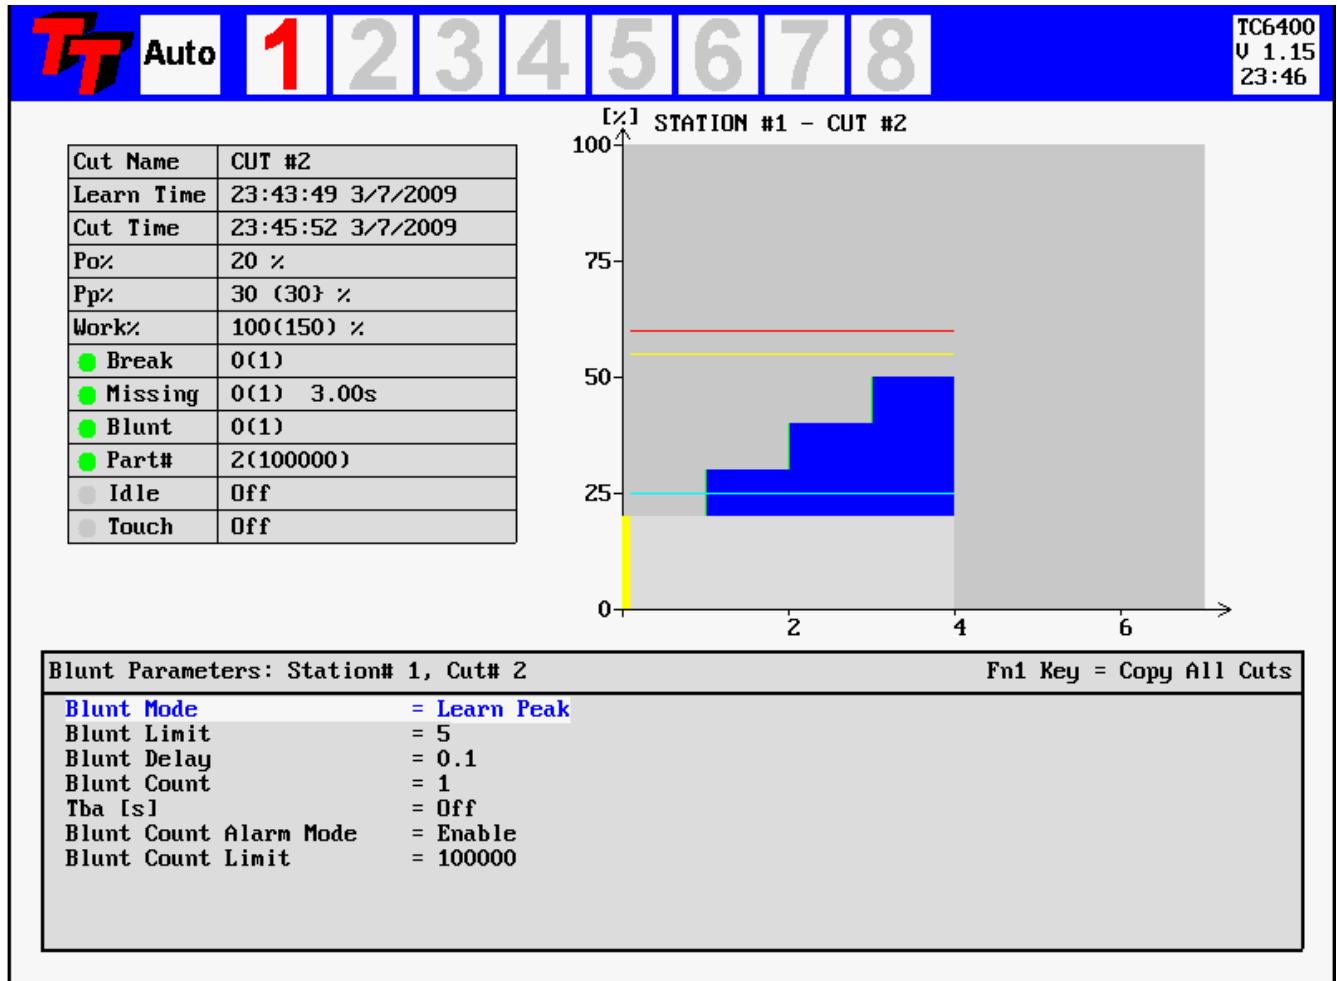 TT Auto 1 2 3 4 5 6 7 8
TC6400
V 1.15
23:46
[%] STATION #1 - CUT #2
Cut Name CUT #2
Learn Time 23:43:49 3/7/2009
Cut Time 23:45:52 3/7/2009
Po% 20 %
Pp% 30 (30} %
Work% 100(150) %
Break 0(1)
Missing 0(1) 3.00s
Blunt 0(1)
Part# 2(100000)
Idle Off
Touch Off
100
75
50
25
0
2 4 6
Blunt Parameters: Station# 1, Cut# 2 Fn1 Key = Copy All Cuts
Blunt Mode = Learn Peak
Blunt Limit = 5
Blunt Delay = 0.1
Blunt Count = 1
Tba [s] = Off
Blunt Count Alarm Mode = Enable
Blunt Count Limit = 100000